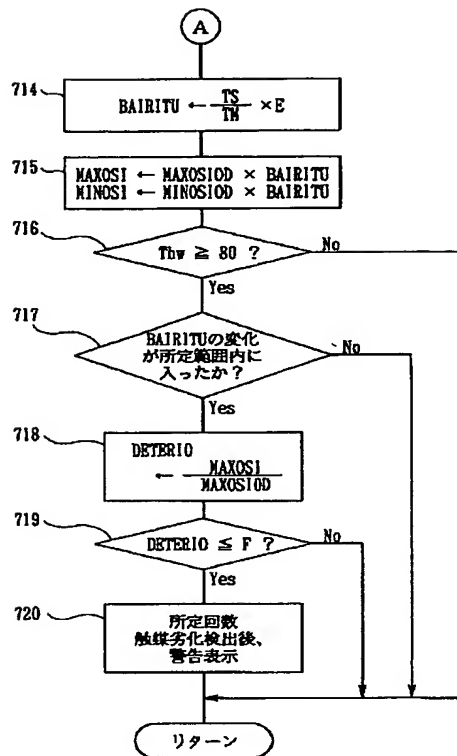 A
714
BAIRITU ← TS/TM × E
715
MAXOSI ← MAXOSIOD × BAIRITU
MINOSI ← MINOSIOD × BAIRITU
716
Thw ≧ 80 ?
No
Yes
717
BAIRITUの変化
が所定範囲内に
入ったか?
No
Yes
718
DETERIO
← MAXOSI/MAXOSIOD
719
DETERIO ≦ F ?
No
Yes
720
所定回数
触媒劣化検出後、
警告表示
リターン